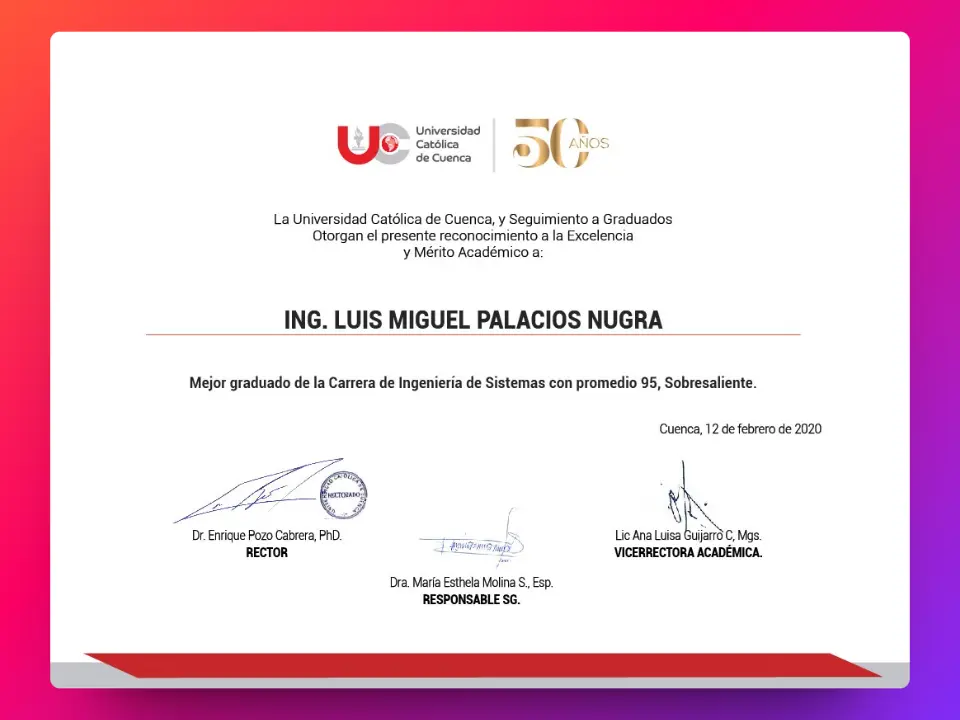 UC
Universidad
Católica
de Cuenca
50 AÑOS
La Universidad Católica de Cuenca, y Seguimiento a Graduados
Otorgan el presente reconocimiento a la Excelencia
y Mérito Académico a:
ING. LUIS MIGUEL PALACIOS NUGRA
Mejor graduado de la Carrera de Ingeniería de Sistemas con promedio 95, Sobresaliente.
Cuenca, 12 de febrero de 2020
RECTORADO
Dr. Enrique Pozo Cabrera, PhD.
RECTOR
Lic Ana Luisa Guijarro C, Mgs.
VICERRECTORA ACADÉMICA.
Dra. María Esthela Molina S., Esp.
RESPONSABLE SG.